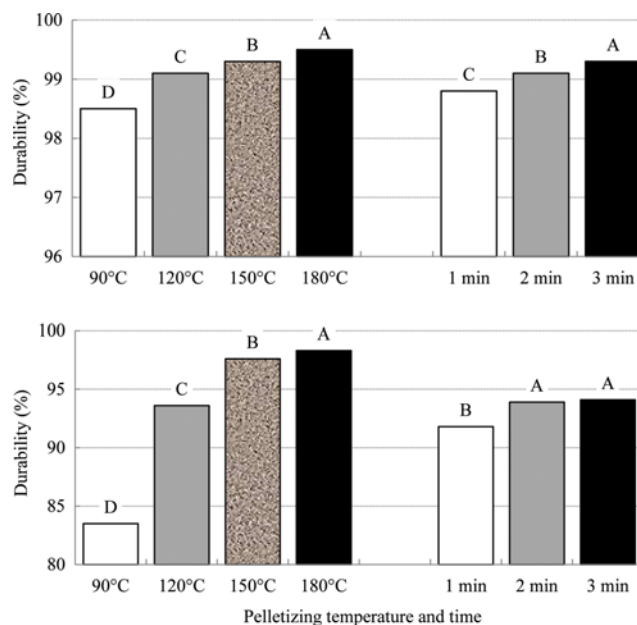 100
A
B
C
D
99
A
B
C
98
97
96
Durability (%)
90°C 120°C 150°C 180°C 1 min 2 min 3 min
100
A
B
95
C
A
A
B
90
85
D
80
Durability (%)
90°C 120°C 150°C 180°C 1 min 2 min 3 min
Pelletizing temperature and time